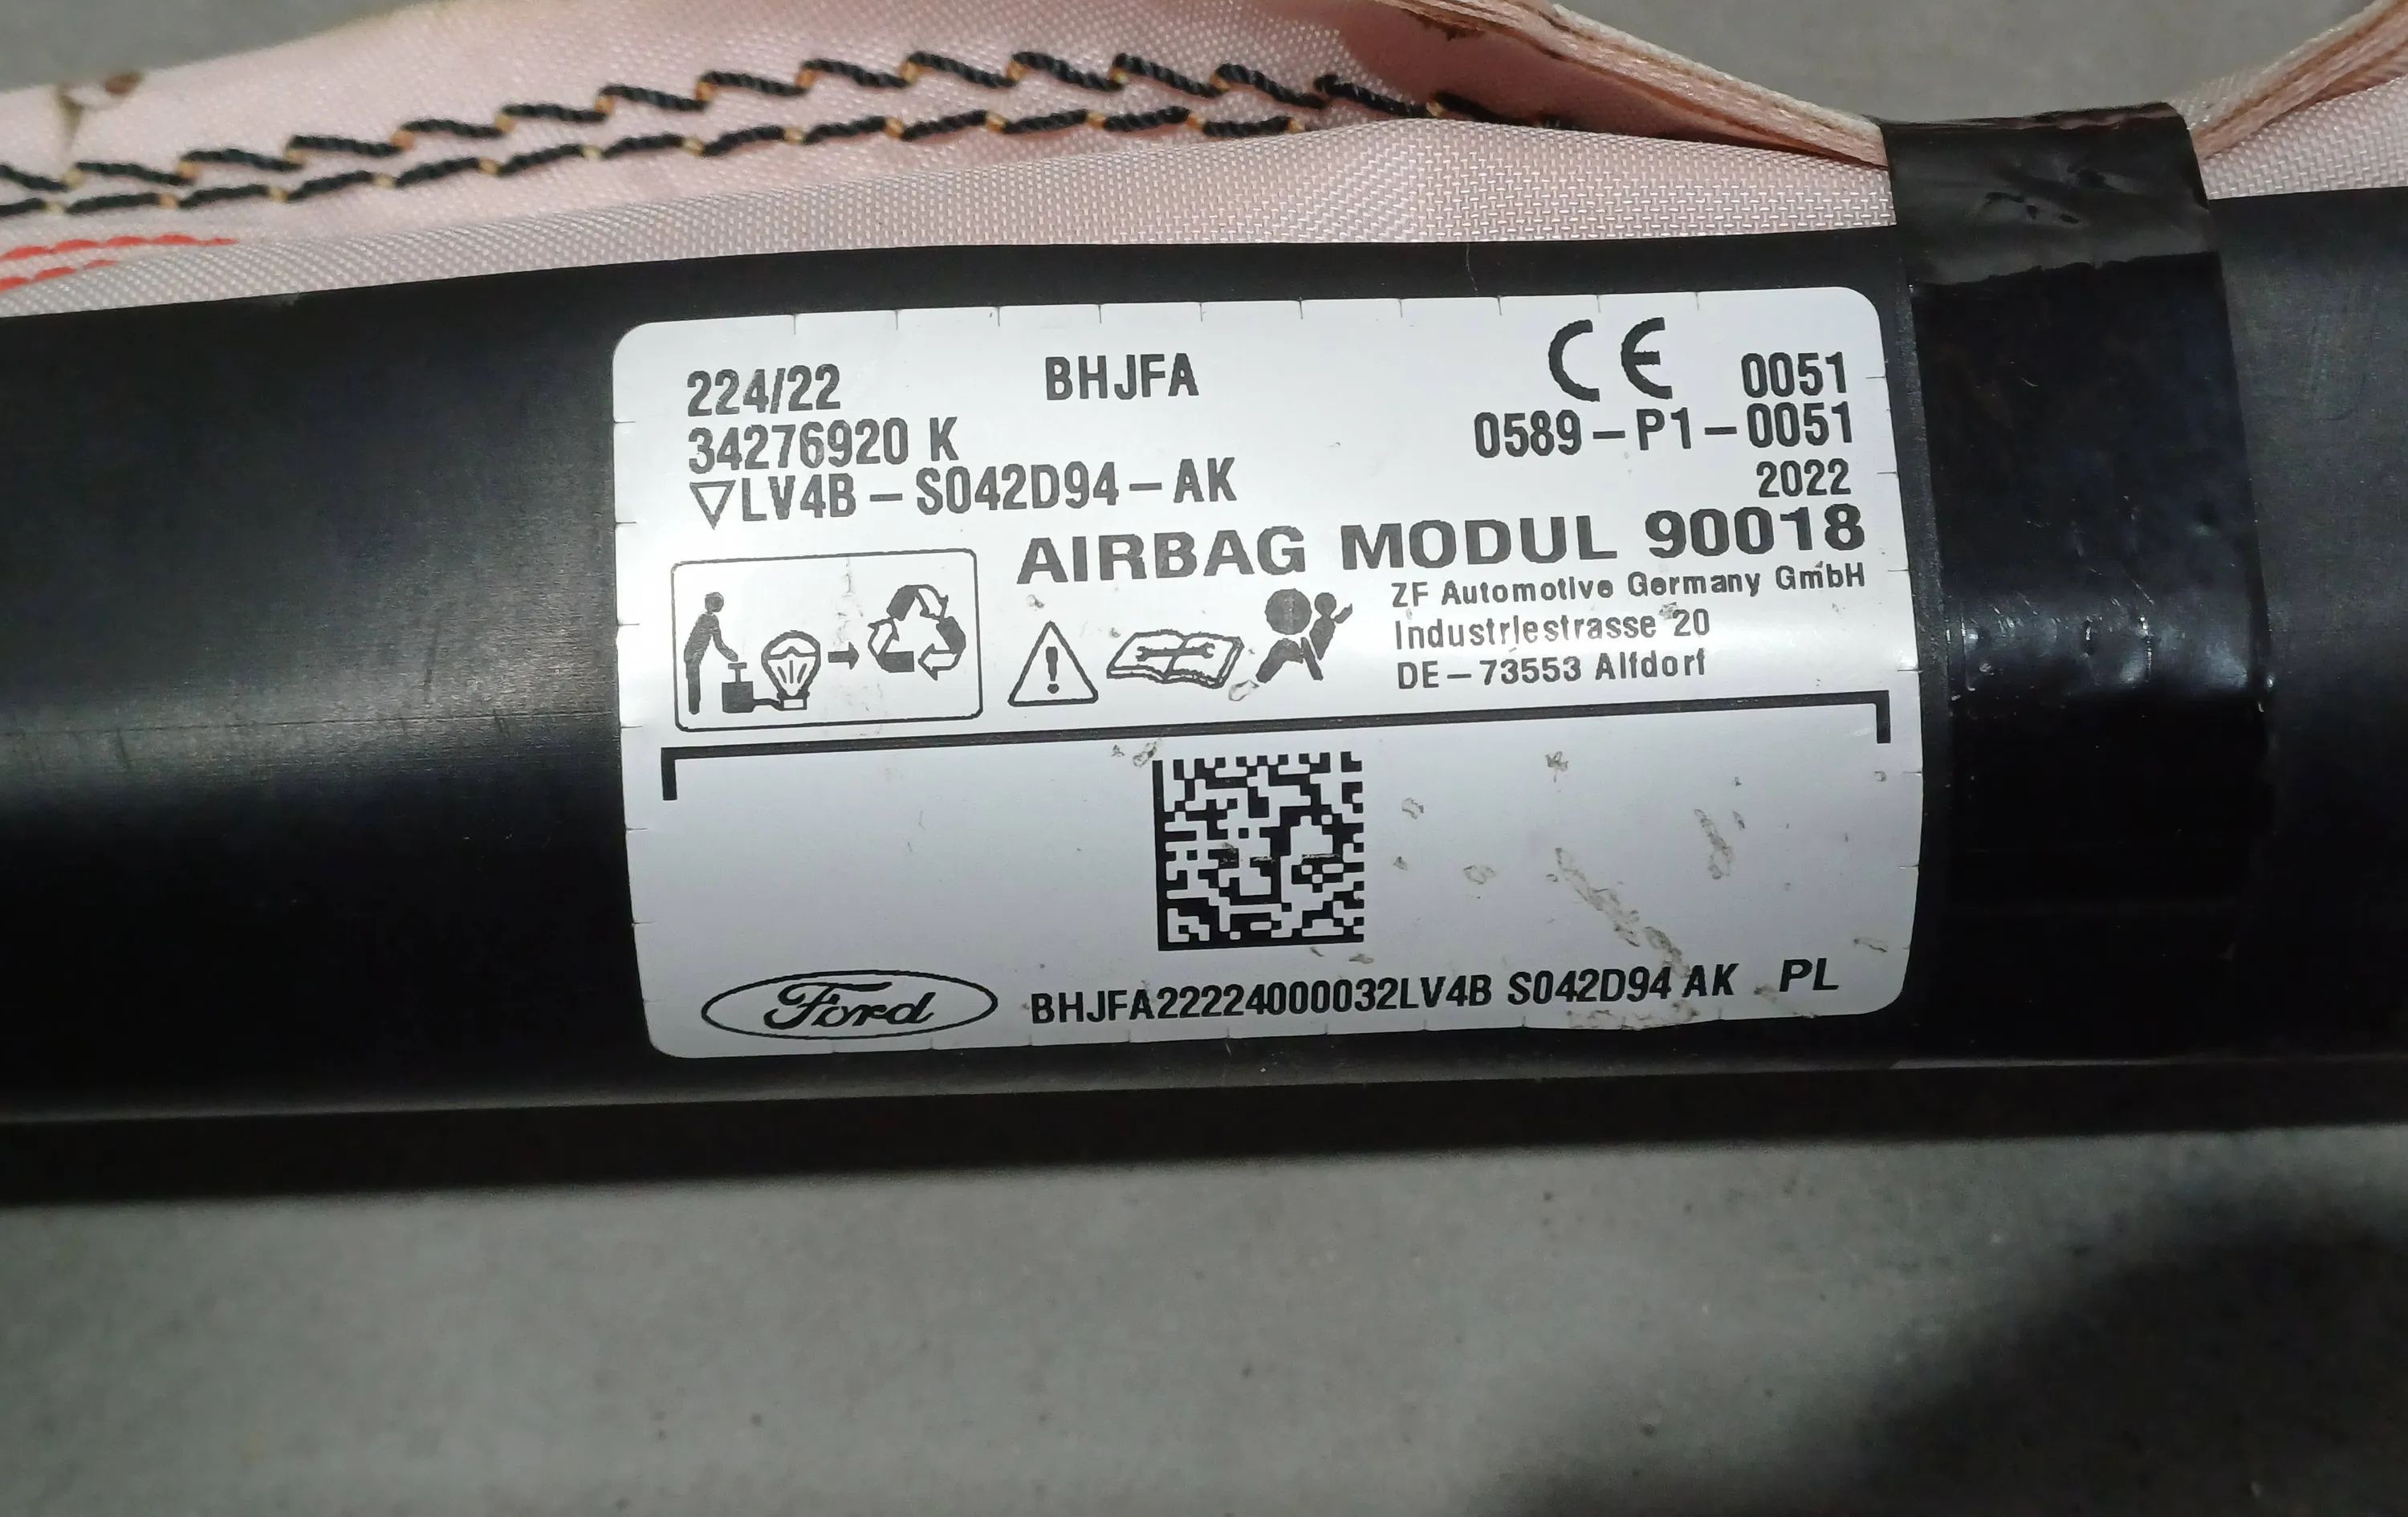 224/22 BHJFA CE 0051
34276920 K 0589-P1-0051
▽LV4B-S042D94-AK 2022
AIRBAG MODUL 90018
ZF Automotive Germany GmbH
Industriestrasse 20
DE-73553 Alfdorf
Ford BHJFA22224000032LV4B S042D94 AK PL